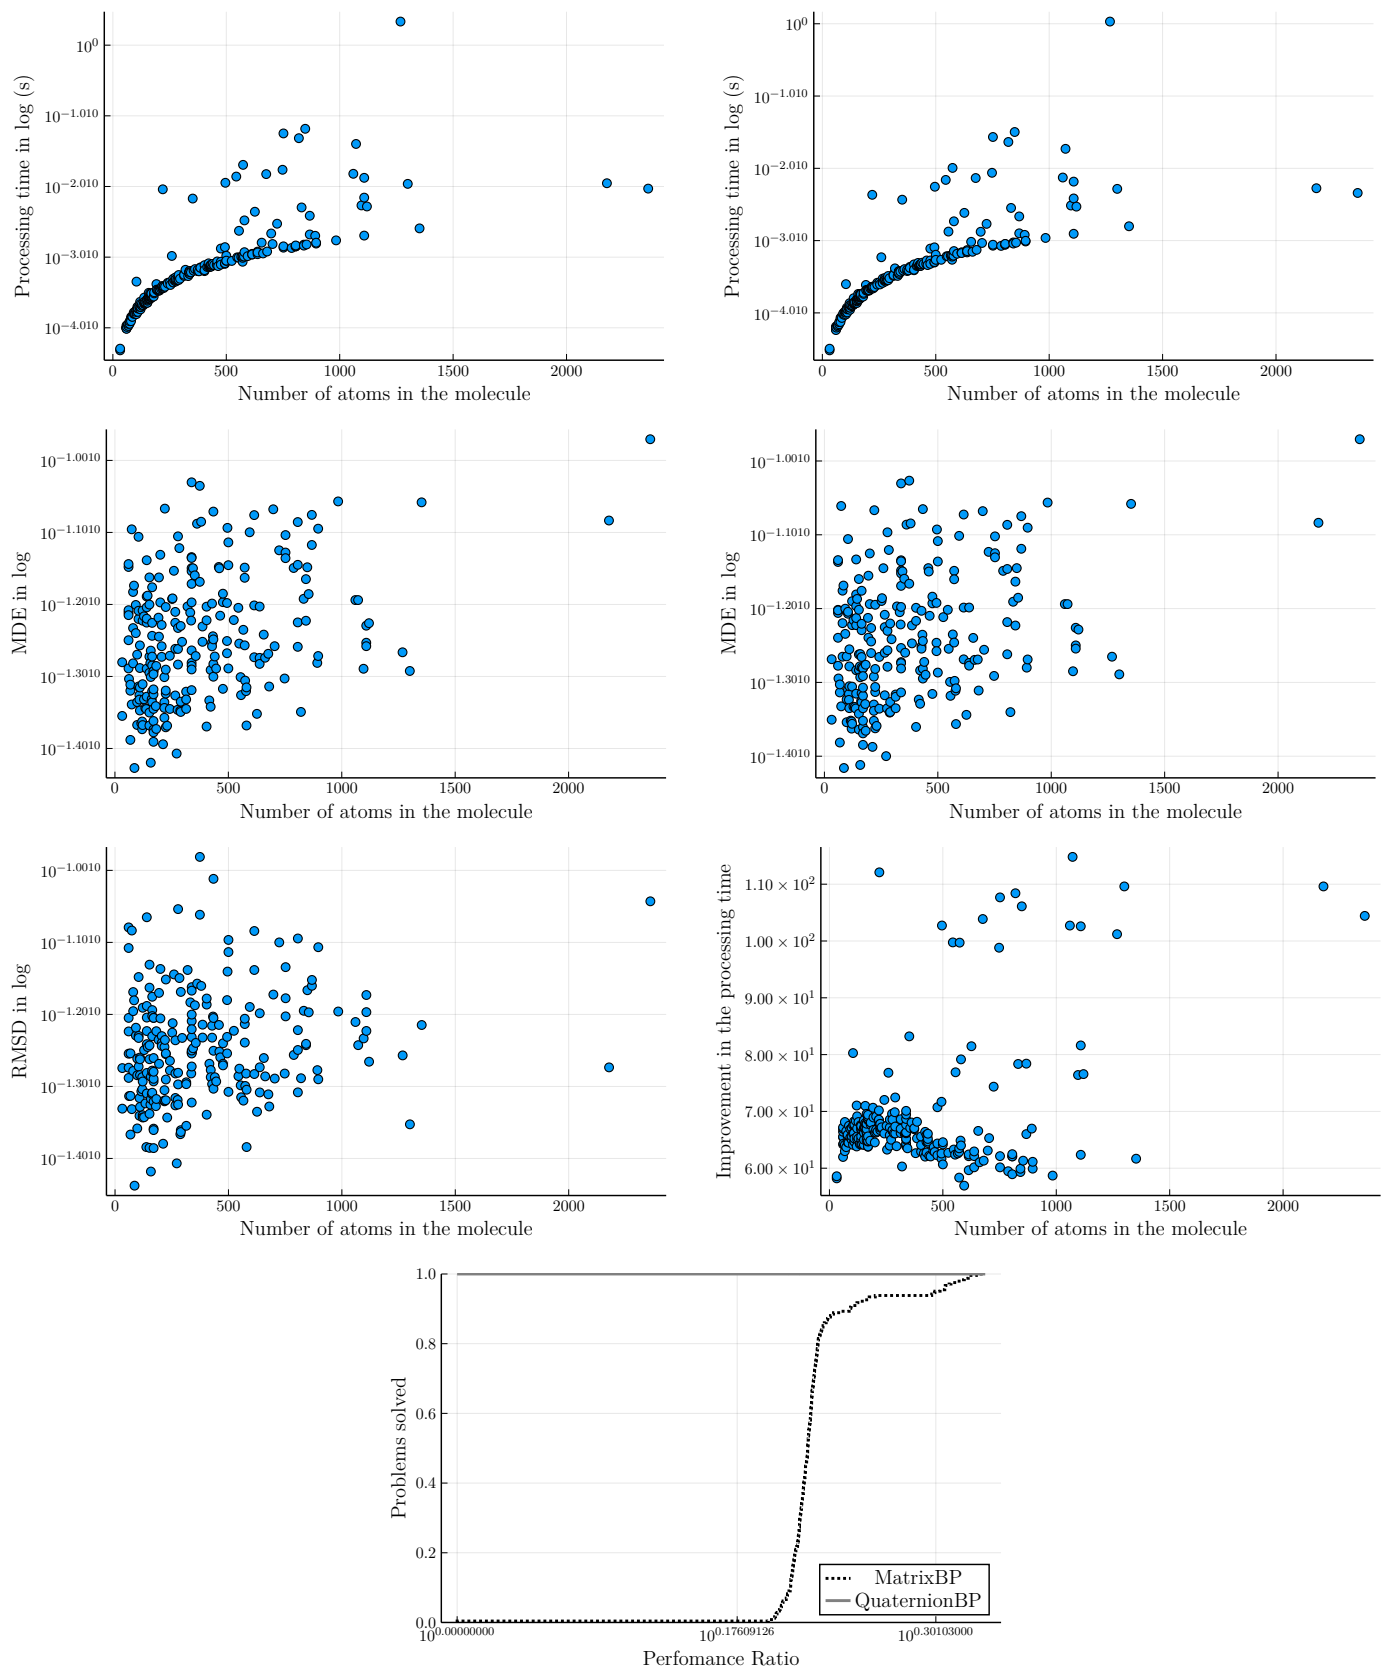 10^0
10^−1.010
10^−2.010
10^−3.010
10^−4.010
Processing time in log (s)
0 500 1000 1500 2000
Number of atoms in the molecule
10^0
10^−1.010
10^−2.010
10^−3.010
10^−4.010
Processing time in log (s)
0 500 1000 1500 2000
Number of atoms in the molecule
10^−1.0010
10^−1.1010
10^−1.2010
10^−1.3010
10^−1.4010
MDE in log
0 500 1000 1500 2000
Number of atoms in the molecule
10^−1.0010
10^−1.1010
10^−1.2010
10^−1.3010
10^−1.4010
MDE in log
0 500 1000 1500 2000
Number of atoms in the molecule
10^−1.0010
10^−1.1010
10^−1.2010
10^−1.3010
10^−1.4010
RMSD in log
0 500 1000 1500 2000
Number of atoms in the molecule
1.10 × 10^2
1.00 × 10^2
9.00 × 10^1
8.00 × 10^1
7.00 × 10^1
6.00 × 10^1
Improvement in the processing time
0 500 1000 1500 2000
Number of atoms in the molecule
1.0
0.8
0.6
0.4
0.2
0.0
Problems solved
MatrixBP
QuaternionBP
10^0.00000000 10^0.17609126 10^0.30103000
Perfomance Ratio